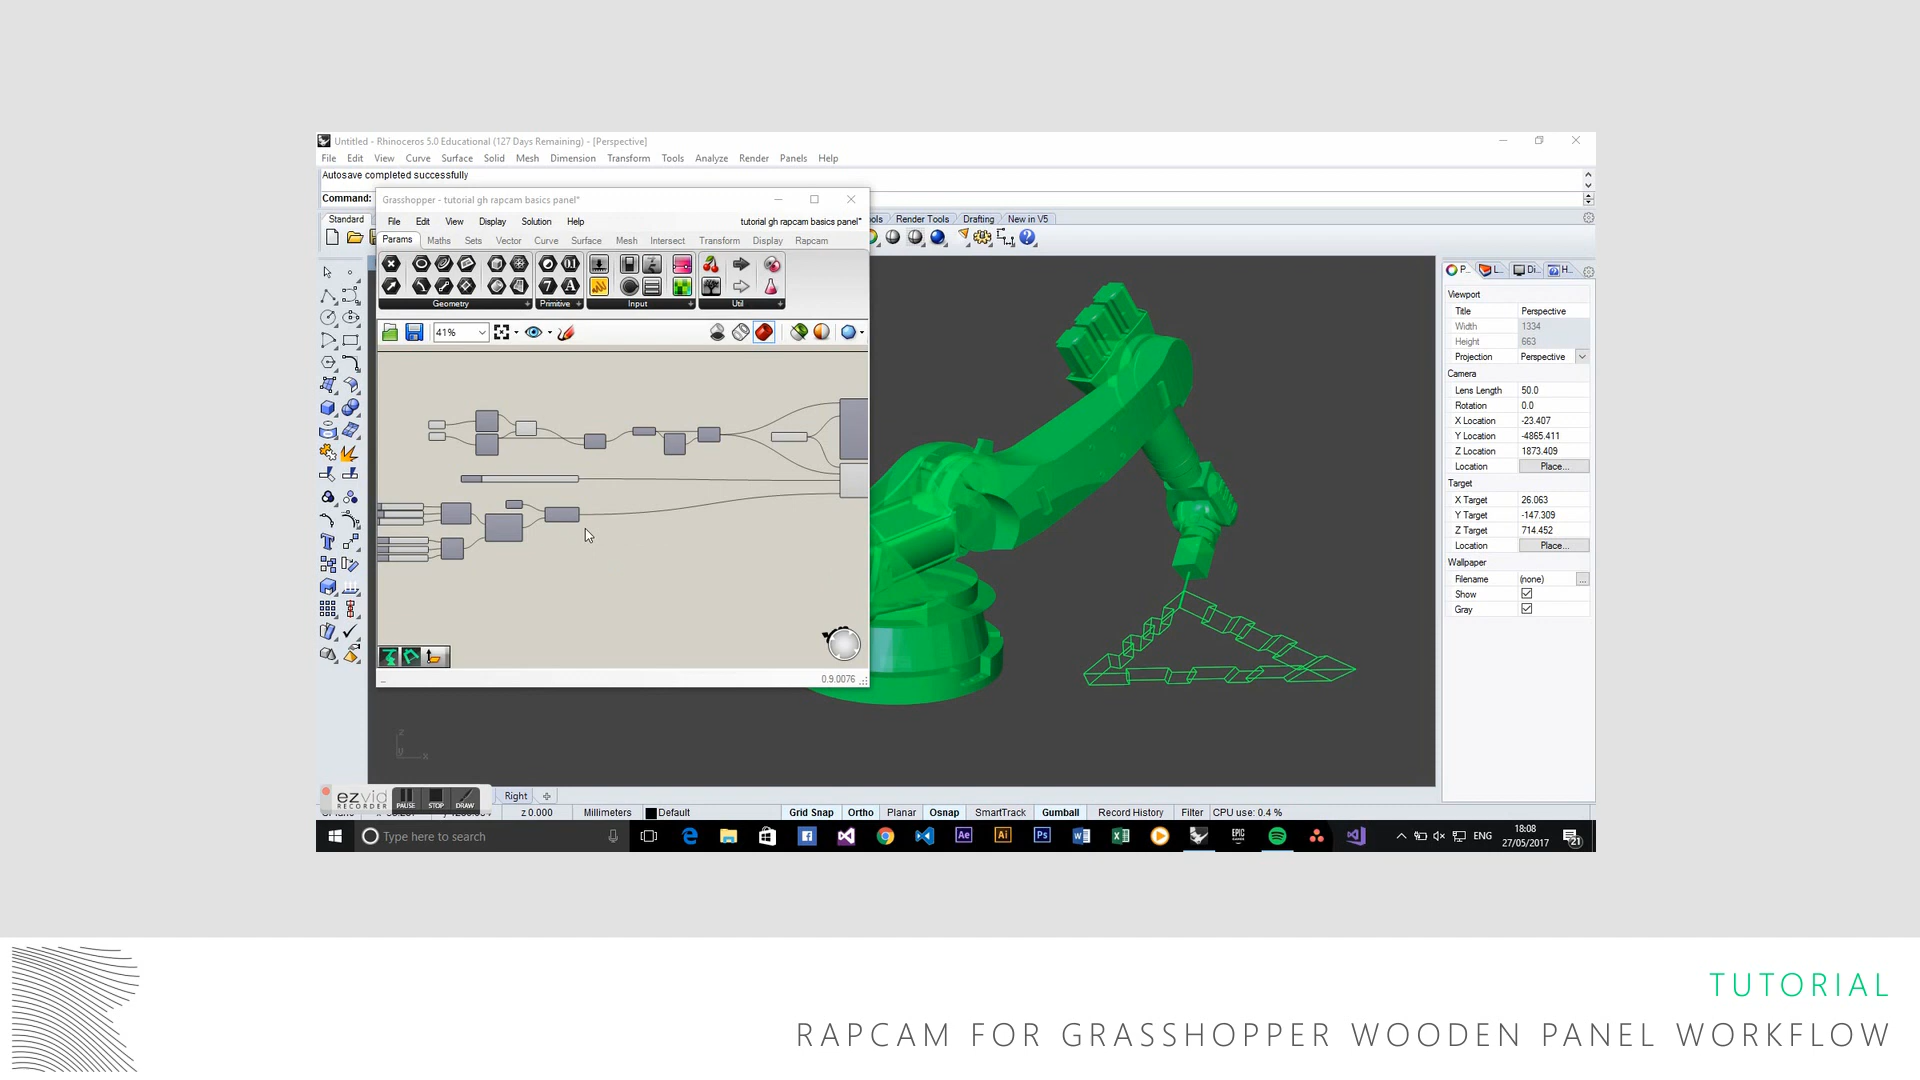 Untitled - Rhinoceros 5.0 Educational (127 Days Remaining) - [Perspective]
File Edit View Curve Surface Solid Mesh Dimension Transform Tools Analyze Render Panels Help
Autosave completed successfully
Command:
Standard
ols Render Tools Drafting New in V5
Grasshopper - tutorial gh rapcam basics panel*
File Edit View Display Solution Help
tutorial gh rapcam basics panel*
Params Maths Sets Vector Curve Surface Mesh Intersect Transform Display Rapcam
Geometry Primitive Input Util
41%
0.9.0076
P... L... Di... H...
Viewport
Title Perspective
Width 1334
Height 663
Projection Perspective
Camera
Lens Length 50.0
Rotation 0.0
X Location -23.407
Y Location -4865.411
Z Location 1873.409
Location Place...
Target
X Target 26.063
Y Target -147.309
Z Target 714.452
Location Place...
Wallpaper
Filename (none) ...
Show
Gray
z
y x
ezvid
RECORDER
PAUSE STOP DRAW
Right
z 0.000 Millimeters Default Grid Snap Ortho Planar Osnap SmartTrack Gumball Record History Filter CPU use: 0.4 %
Type here to search
Ae Ai Ps EPIC
ENG
18:08
27/05/2017
21
TUTORIAL
RAPCAM FOR GRASSHOPPER WOODEN PANEL WORKFLOW